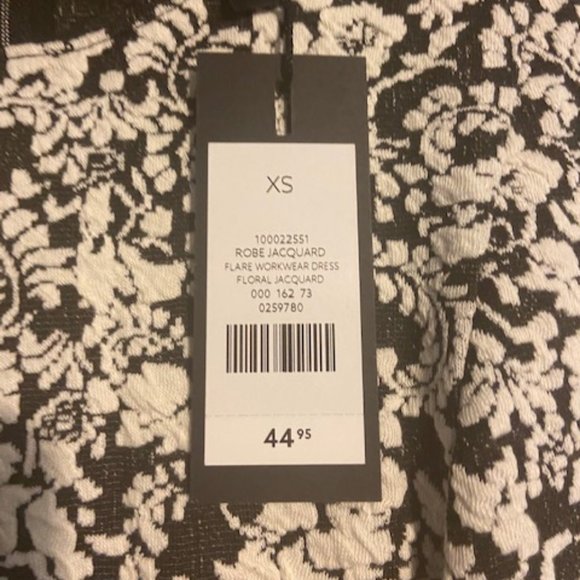 XS
100022551
ROBE JACQUARD
FLARE WORKWEAR DRESS
FLORAL JACQUARD
000 162 73
0259780
44 95